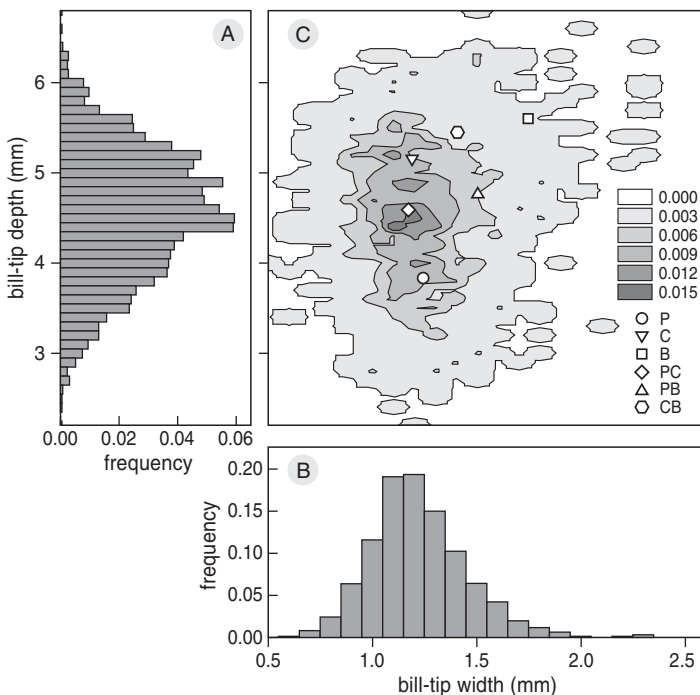 A
bill-tip depth (mm)
6
5
4
3
0.00 0.02 0.04 0.06
frequency
C
0.000
0.003
0.006
0.009
0.012
0.015
P
C
B
PC
PB
CB
B
frequency
0.20
0.15
0.10
0.05
0.00
0.5 1.0 1.5 2.0 2.5
bill-tip width (mm)